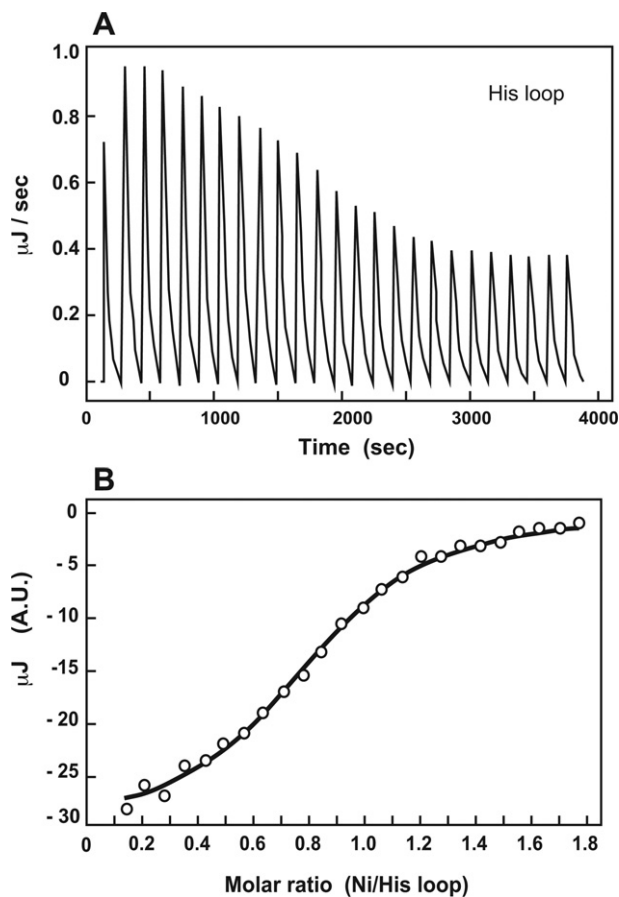 A
1.0
0.8
0.6
0.4
0.2
0
μJ / sec
His loop
0 1000 2000 3000 4000
Time (sec)
B
0
- 5
- 10
- 15
- 20
- 25
- 30
μJ (A.U.)
0 0.2 0.4 0.6 0.8 1.0 1.2 1.4 1.6 1.8
Molar ratio (Ni/His loop)